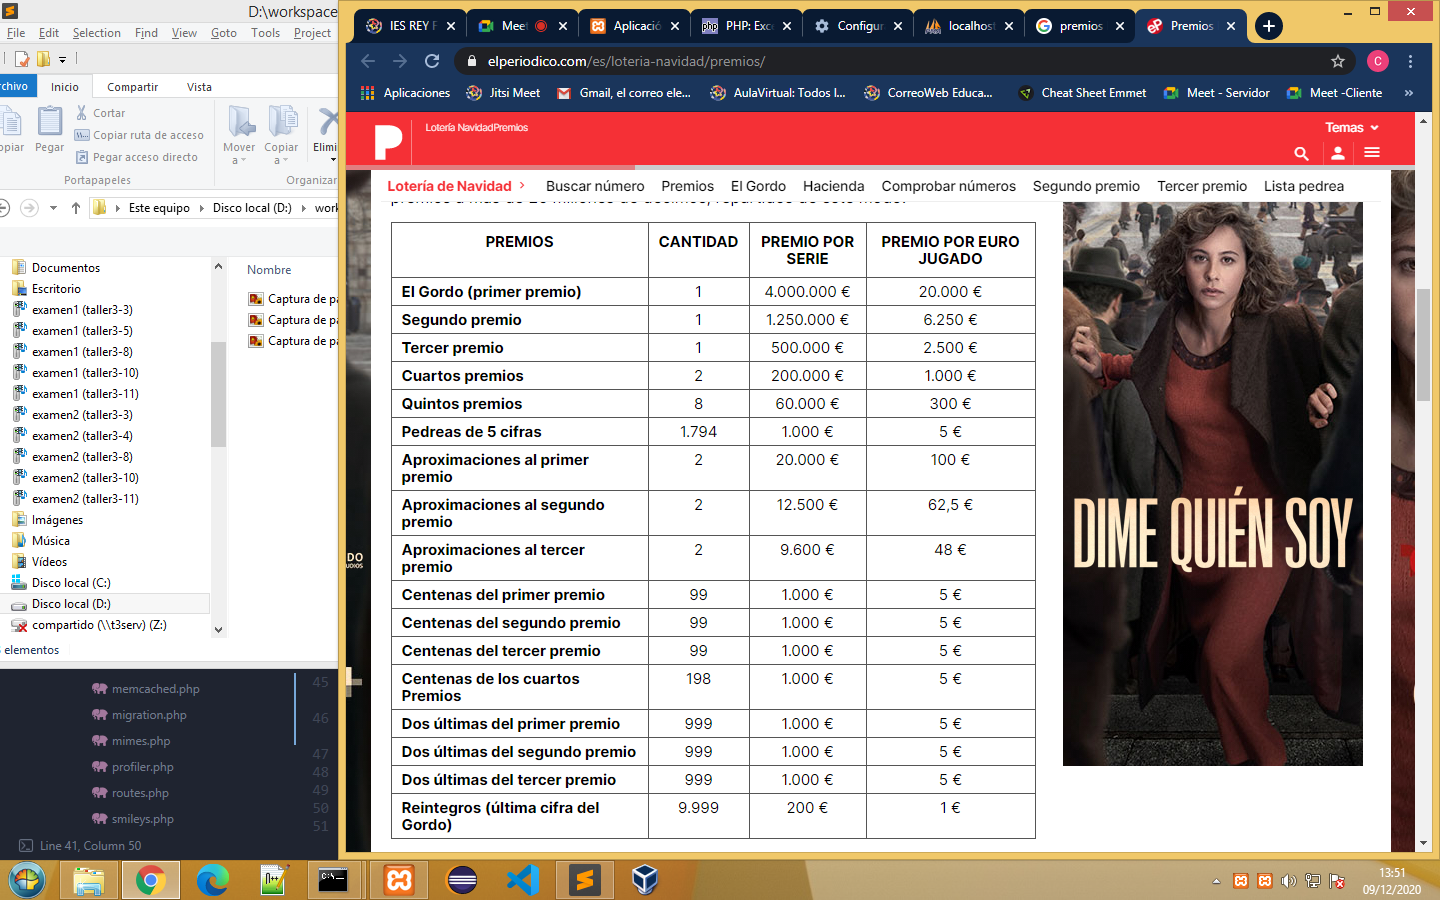 D:\workspace
File Edit Selection Find View Goto Tools Project
Archivo Inicio Compartir Vista
Copiar Pegar
Cortar
Copiar ruta de acceso
Pegar acceso directo
Portapapeles
Mover a
Copiar a
Organizar
Este equipo Disco local (D:)
Documentos
Escritorio
examen1 (taller3-3)
examen1 (taller3-5)
examen1 (taller3-8)
examen1 (taller3-10)
examen1 (taller3-11)
examen2 (taller3-3)
examen2 (taller3-4)
examen2 (taller3-8)
examen2 (taller3-10)
examen2 (taller3-11)
Imágenes
Música
Vídeos
Disco local (C:)
Disco local (D:)
compartido (\\t3serv) (Z:)
Nombre
Captura de pa
Captura de pa
Captura de pa
elementos
memcached.php
migration.php
mimes.php
profiler.php
routes.php
smileys.php
45
46
47
48
49
50
51
Line 41, Column 50
IES REY F Meet Aplicació PHP: Exce Configur localhost premios Premios
elperiodico.com/es/loteria-navidad/premios/
C
Aplicaciones Jitsi Meet Gmail, el correo ele... AulaVirtual: Todos l... CorreoWeb Educa... Cheat Sheet Emmet Meet - Servidor Meet -Cliente »
P
Lotería NavidadPremios
Temas
Lotería de Navidad Buscar número Premios El Gordo Hacienda Comprobar números Segundo premio Tercer premio Lista pedrea
PREMIOS CANTIDAD PREMIO POR SERIE PREMIO POR EURO JUGADO
El Gordo (primer premio) 1 4.000.000 € 20.000 €
Segundo premio 1 1.250.000 € 6.250 €
Tercer premio 1 500.000 € 2.500 €
Cuartos premios 2 200.000 € 1.000 €
Quintos premios 8 60.000 € 300 €
Pedreas de 5 cifras 1.794 1.000 € 5 €
Aproximaciones al primer premio 2 20.000 € 100 €
Aproximaciones al segundo premio 2 12.500 € 62,5 €
Aproximaciones al tercer premio 2 9.600 € 48 €
Centenas del primer premio 99 1.000 € 5 €
Centenas del segundo premio 99 1.000 € 5 €
Centenas del tercer premio 99 1.000 € 5 €
Centenas de los cuartos Premios 198 1.000 € 5 €
Dos últimas del primer premio 999 1.000 € 5 €
Dos últimas del segundo premio 999 1.000 € 5 €
Dos últimas del tercer premio 999 1.000 € 5 €
Reintegros (última cifra del Gordo) 9.999 200 € 1 €
DIME QUIÉN SOY
13:51
09/12/2020